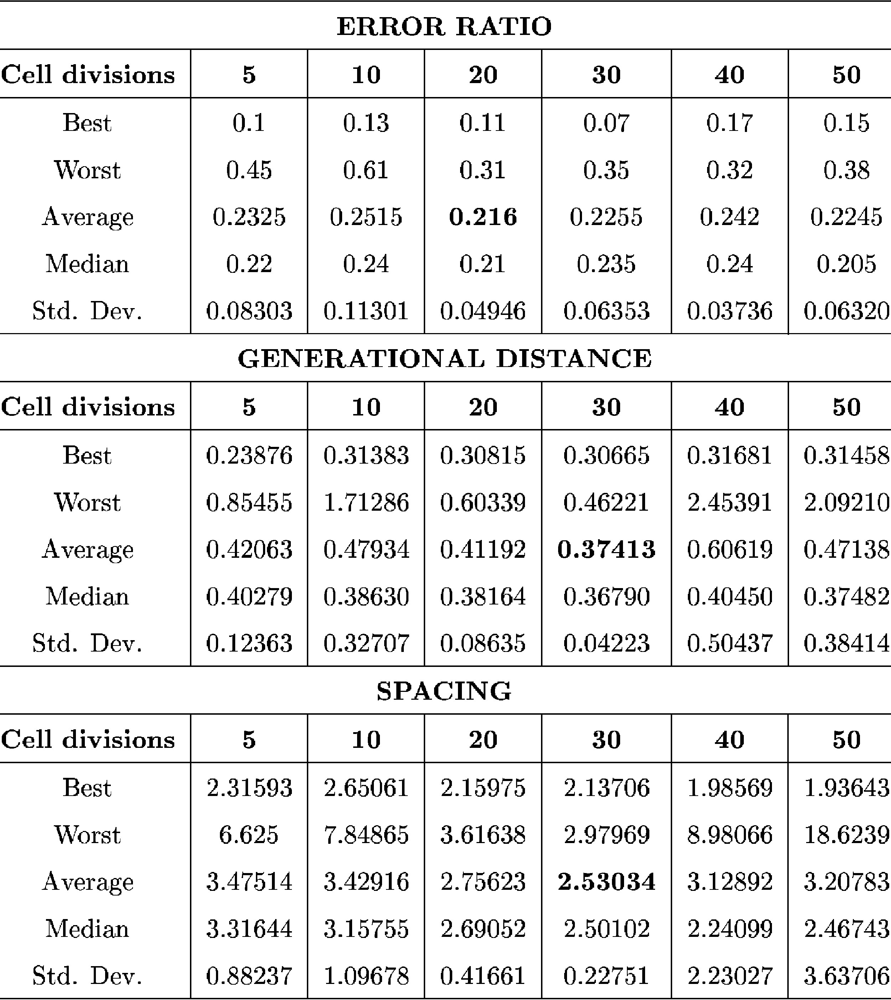 ERROR RATIO
Cell divisions 5 10 20 30 40 50
Best 0.1 0.13 0.11 0.07 0.17 0.15
Worst 0.45 0.61 0.31 0.35 0.32 0.38
Average 0.2325 0.2515 0.216 0.2255 0.242 0.2245
Median 0.22 0.24 0.21 0.235 0.24 0.205
Std. Dev. 0.08303 0.11301 0.04946 0.06353 0.03736 0.06320
GENERATIONAL DISTANCE
Cell divisions 5 10 20 30 40 50
Best 0.23876 0.31383 0.30815 0.30665 0.31681 0.31458
Worst 0.85455 1.71286 0.60339 0.46221 2.45391 2.09210
Average 0.42063 0.47934 0.41192 0.37413 0.60619 0.47138
Median 0.40279 0.38630 0.38164 0.36790 0.40450 0.37482
Std. Dev. 0.12363 0.32707 0.08635 0.04223 0.50437 0.38414
SPACING
Cell divisions 5 10 20 30 40 50
Best 2.31593 2.65061 2.15975 2.13706 1.98569 1.93643
Worst 6.625 7.84865 3.61638 2.97969 8.98066 18.6239
Average 3.47514 3.42916 2.75623 2.53034 3.12892 3.20783
Median 3.31644 3.15755 2.69052 2.50102 2.24099 2.46743
Std. Dev. 0.88237 1.09678 0.41661 0.22751 2.23027 3.63706